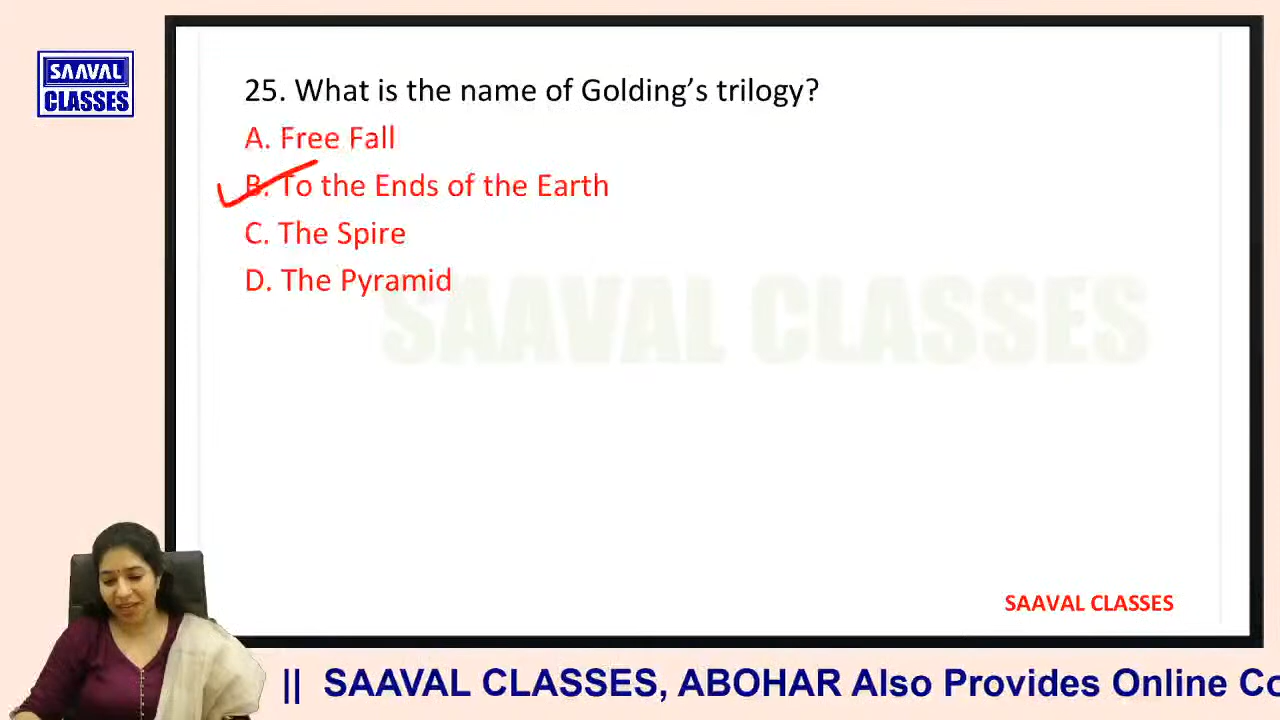 SAAVAL
CLASSES
25. What is the name of Golding’s trilogy?
A. Free Fall
B. To the Ends of the Earth
C. The Spire
D. The Pyramid
SAAVAL CLASSES
SAAVAL CLASSES
|| SAAVAL CLASSES, ABOHAR Also Provides Online Co